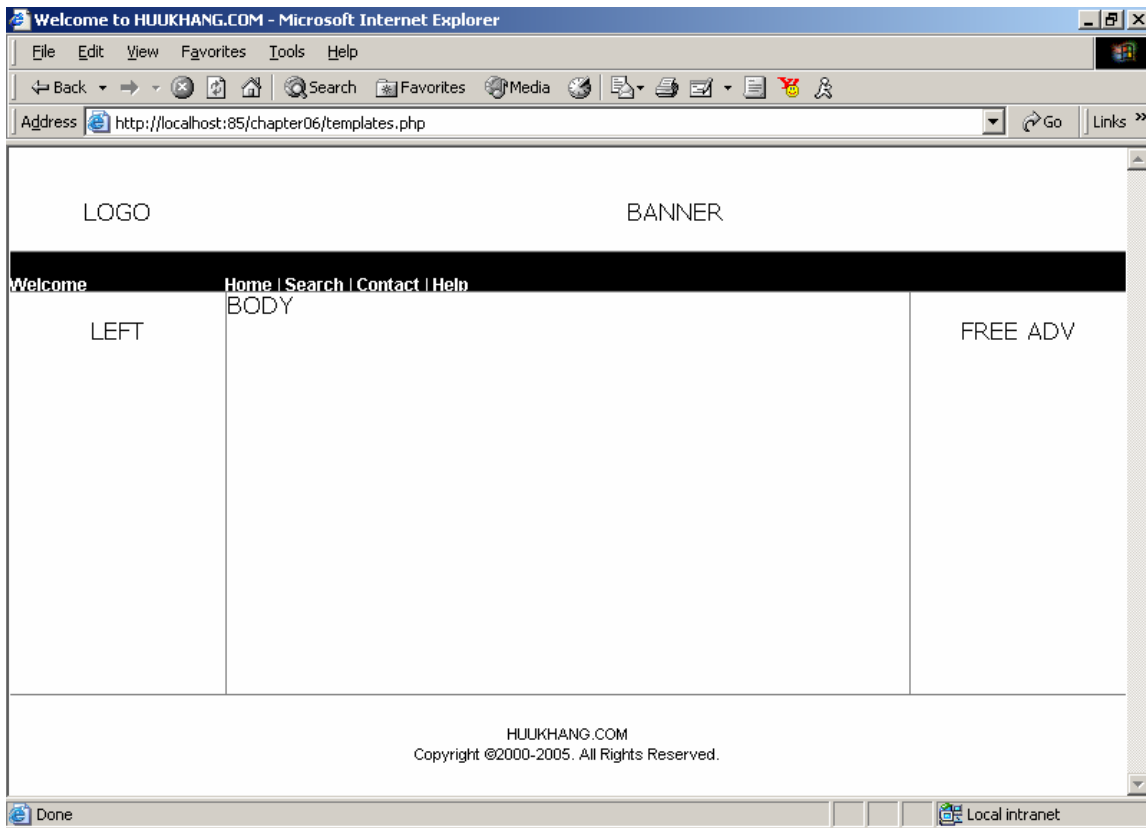 Welcome to HUUKHANG.COM - Microsoft Internet Explorer
File Edit View Favorites Tools Help
Back Search Favorites Media
Address http://localhost:85/chapter06/templates.php Go Links »
LOGO BANNER
Welcome Home | Search | Contact | Help
LEFT BODY FREE ADV
HUUKHANG.COM
Copyright ©2000-2005. All Rights Reserved.
Done Local intranet